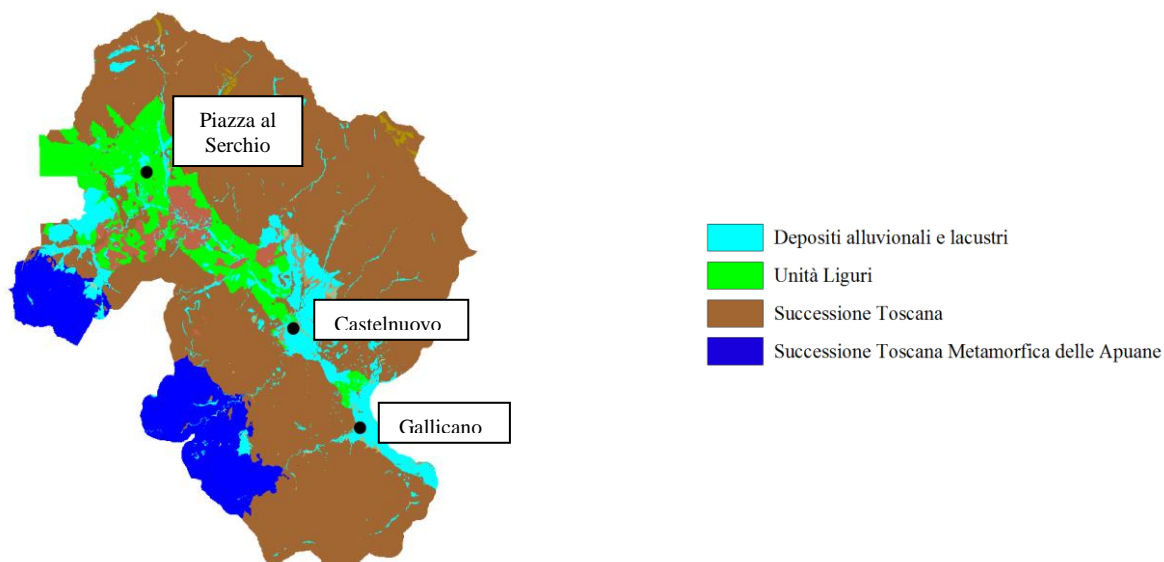 Piazza al
Serchio
Castelnuovo
Gallicano
Depositi alluvionali e lacustri
Unità Liguri
Successione Toscana
Successione Toscana Metamorfica delle Apuane